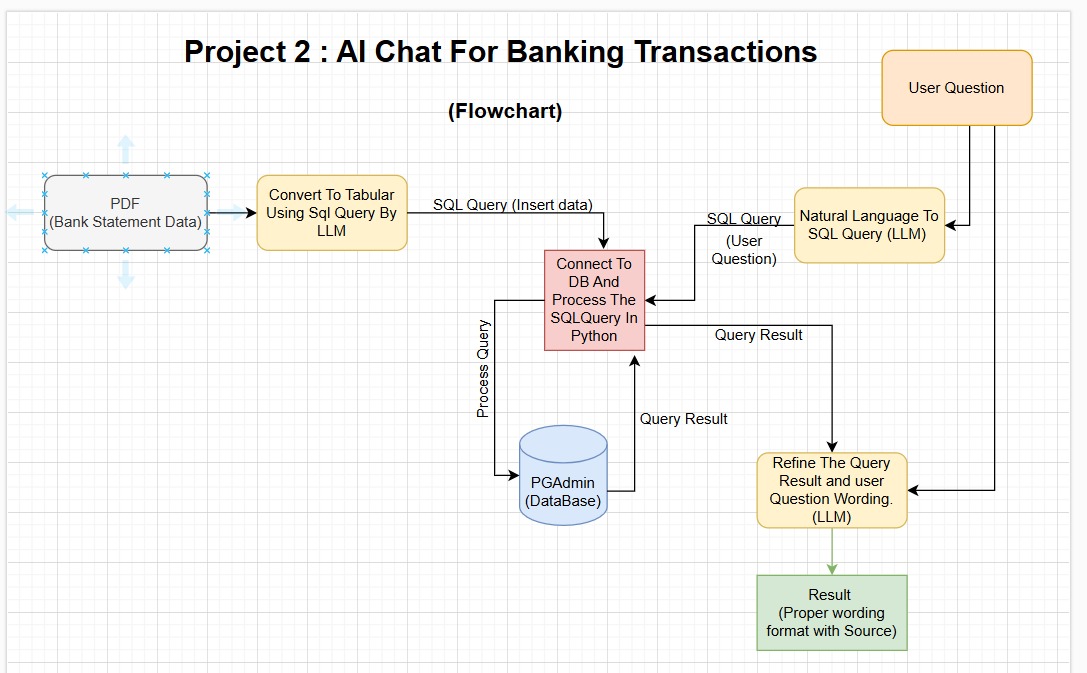 Project 2 : AI Chat For Banking Transactions
(Flowchart)
User Question
PDF
(Bank Statement Data)
Convert To Tabular
Using Sql Query By
LLM
SQL Query (Insert data)
SQL Query
(User
Question)
Natural Language To
SQL Query (LLM)
Connect To
DB And
Process The
SQLQuery In
Python
Process Query
Query Result
Query Result
PGAdmin
(DataBase)
Refine The Query
Result and user
Question Wording.
(LLM)
Result
(Proper wording
format with Source)